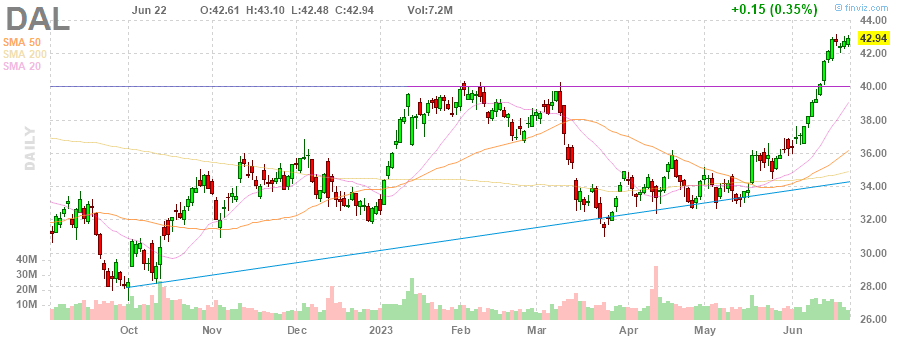 DAL
Jun 22 O:42.61 H:43.10 L:42.48 C:42.94 Vol:7.2M +0.15 (0.35%)
© finviz.com
SMA 50
SMA 200
SMA 20
DAILY
44.00
42.94
42.00
40.00
38.00
36.00
34.00
32.00
30.00
28.00
26.00
40M
30M
20M
10M
Oct Nov Dec 2023 Feb Mar Apr May Jun